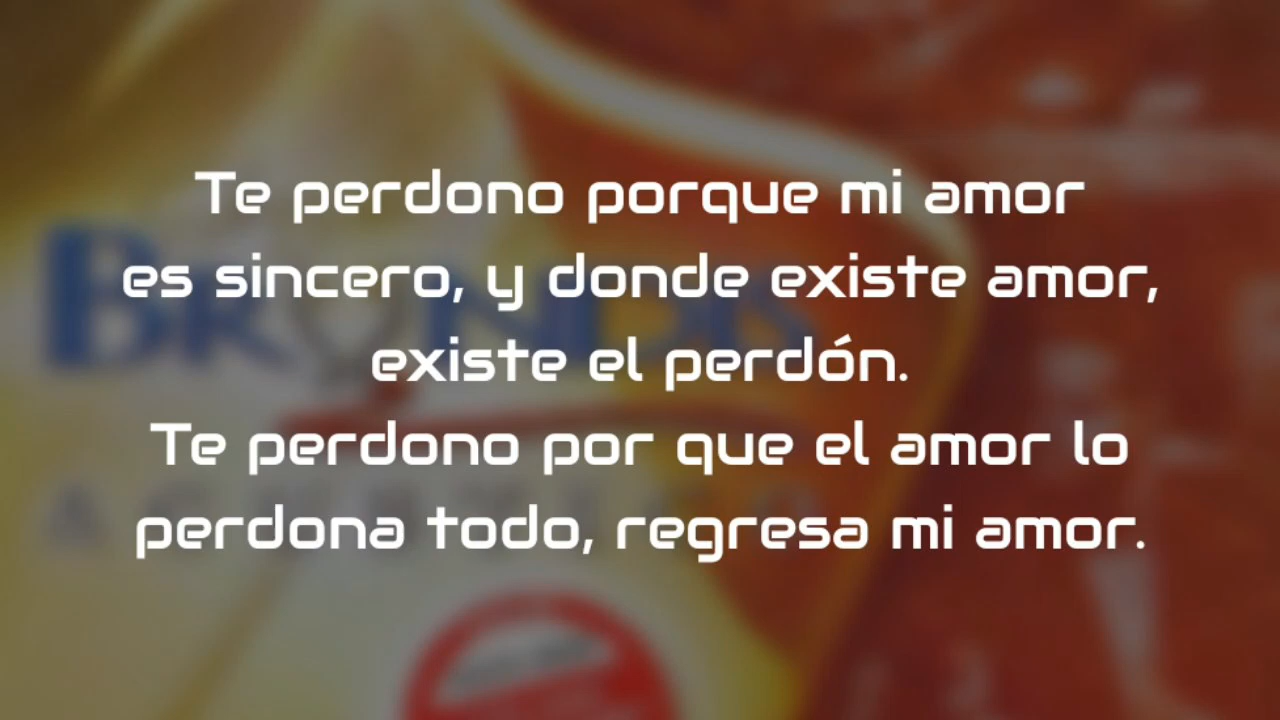 Te perdono porque mi amor
es sincero, y donde existe amor,
existe el perdón.
Te perdono por que el amor lo
perdona todo, regresa mi amor.